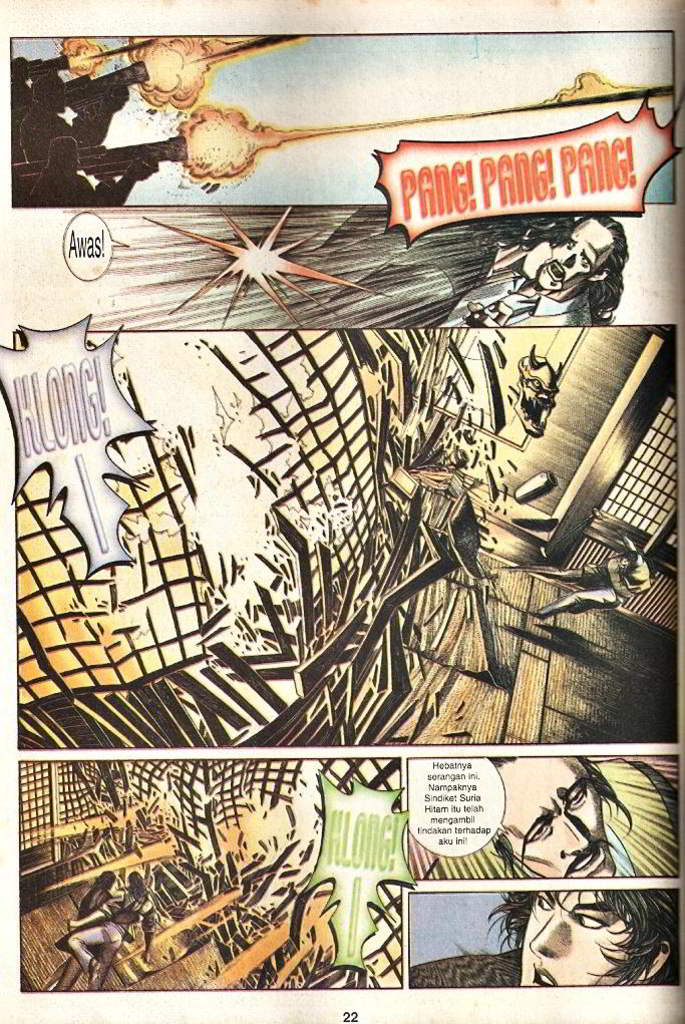 PANG! PANG! PANG!
Awas!
KLONG!
Hebatnya
serangan ini.
Nampaknya
Sindiket Suria
Hitam itu telah
mengambil
tindakan terhadap
aku ini!
KLONG!
22